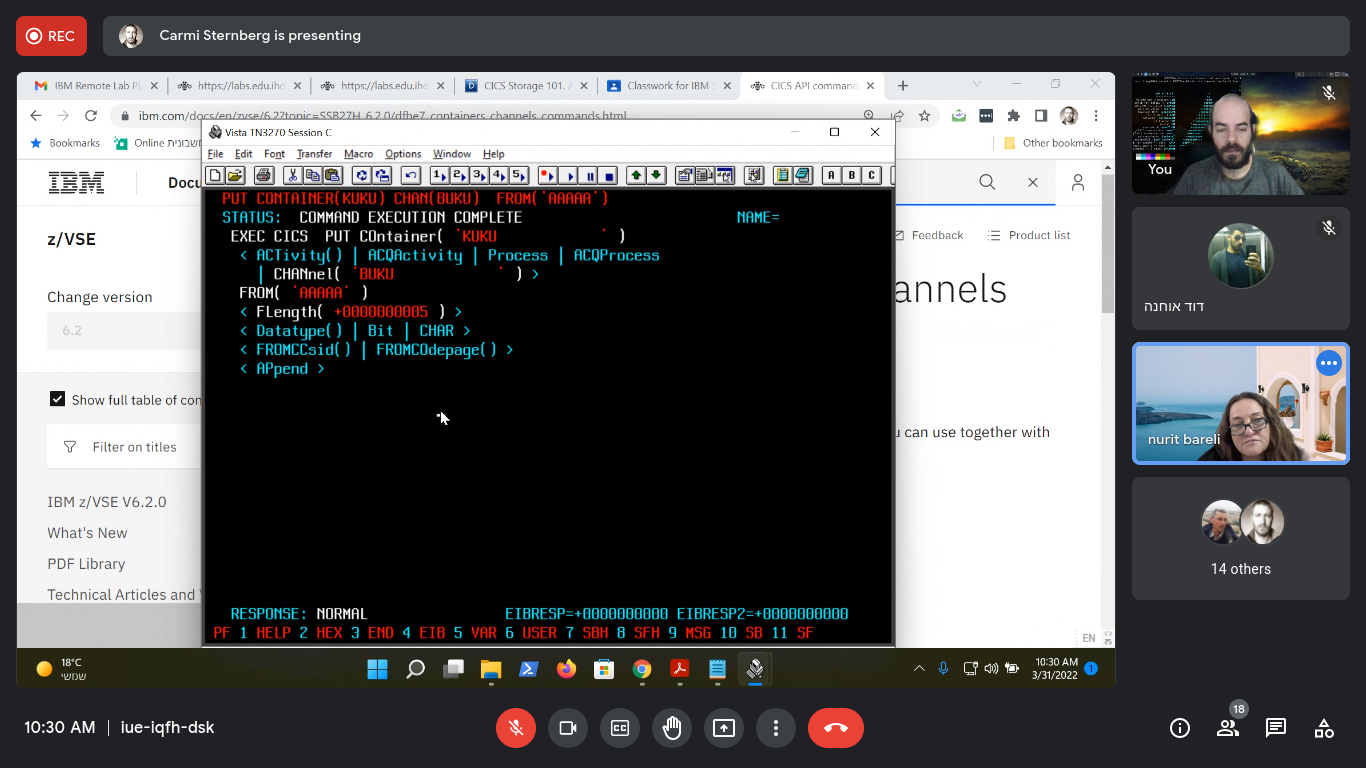 REC
Carmi Sternberg is presenting
IBM Remote Lab Pl
https://labs.edu.iho
https://labs.edu.iho
CICS Storage 101. A
Classwork for IBM S
CICS API command
ibm.com/docs/en/zvse/6.2?topic=SSB27H_6.2.0/dfhe7_containers_channels_commands.html
Bookmarks
Online חשבונית
Other bookmarks
Vista TN3270 Session C
File Edit Font Transfer Macro Options Window Help
A B C
IBM
Docu
z/VSE
Change version
6.2
Show full table of con
Filter on titles
IBM z/VSE V6.2.0
What's New
PDF Library
Technical Articles and
Feedback
Product list
annels
u can use together with
EN
PUT CONTAINER(KUKU) CHAN(BUKU)  FROM('AAAAA')
STATUS:  COMMAND EXECUTION COMPLETE NAME=
EXEC CICS  PUT COntainer( 'KUKU            ' )
< ACTivity() | ACQActivity | Process | ACQProcess
| CHANnel( 'BUKU            ' ) >
FROM( 'AAAAA' )
< FLength( +0000000005 ) >
< Datatype() | Bit | CHAR >
< FROMCCsid() | FROMCOdepage() >
< APpend >
RESPONSE: NORMAL EIBRESP=+0000000000 EIBRESP2=+0000000000
PF 1 HELP 2 HEX 3 END 4 EIB 5 VAR 6 USER 7 SBH 8 SFH 9 MSG 10 SB 11 SF
18°C
שמשי
10:30 AM
3/31/2022
1
You
דוד אוחנה
nurit bareli
14 others
10:30 AM | iue-iqfh-dsk
18